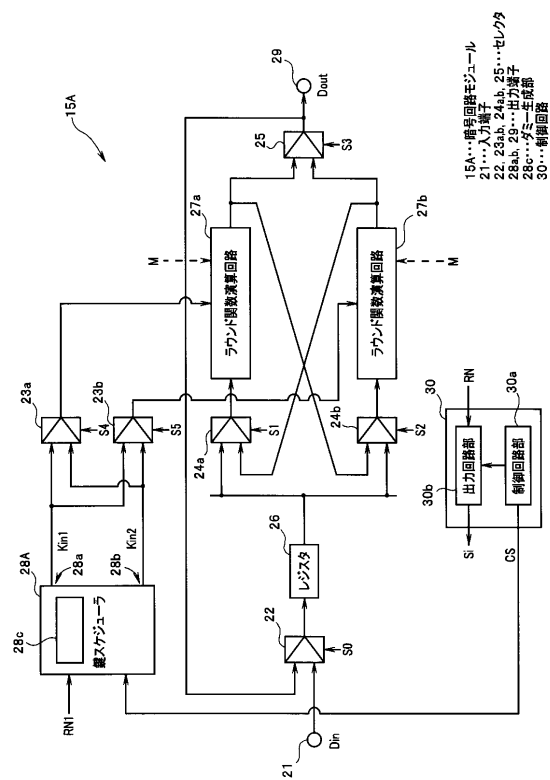 15A
28A
28c
鍵スケジューラ
RN1
Kin1
28a
Kin2
28b
23a
S4
23b
S5
M
27a
ラウンド関数演算回路
24a
S1
25
S3
29
Dout
27b
ラウンド関数演算回路
M
24b
S2
26
レジスタ
22
S0
21
Din
30
30b
出力回路部
RN
Si
30a
制御回路部
CS
15A・・・暗号回路モジュール
21・・・入力端子
22, 23a,b, 24a,b, 25・・・セレクタ
28a,b, 29・・・出力端子
28c・・・ダミー生成部
30・・・制御回路